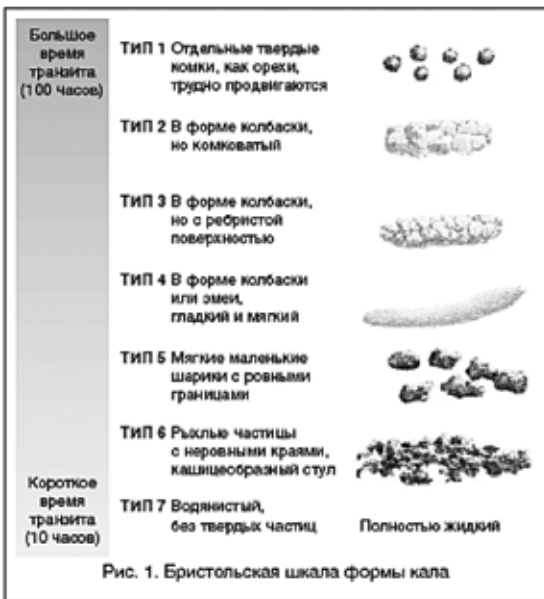 Большое
время
транзита
(100 часов)
ТИП 1 Отдельные твердые
комки, как орехи,
трудно продвигаются
ТИП 2 В форме колбаски,
но комковатый
ТИП 3 В форме колбаски,
но с ребристой
поверхностью
ТИП 4 В форме колбаски
или змеи,
гладкий и мягкий
ТИП 5 Мягкие маленькие
шарики с ровными
границами
ТИП 6 Рыхлые частицы
с неровными краями,
кашицеобразный стул
Короткое
время
транзита
(10 часов)
ТИП 7 Водянистый,
без твердых частиц
Полностью жидкий
Рис. 1. Бристольская шкала формы кала